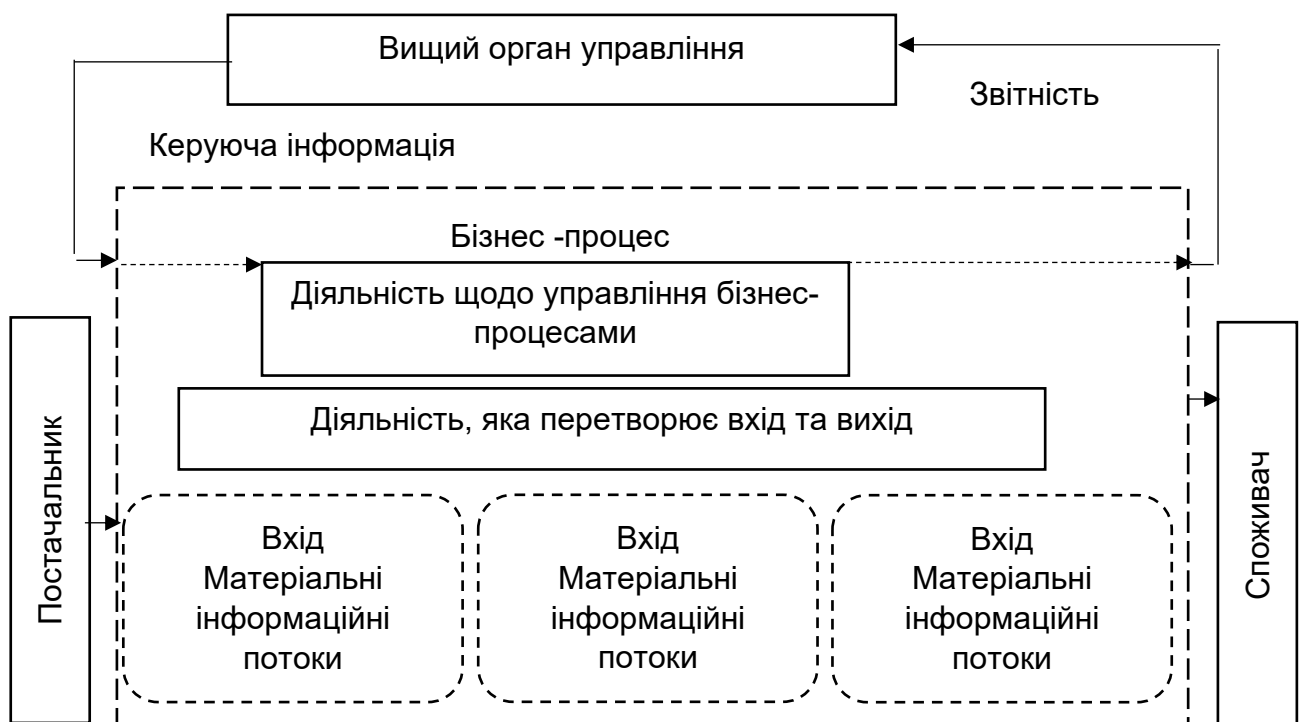 Вищий орган управління
Звітність
Керуюча інформація
Бізнес -процес
Діяльність щодо управління бізнес-
процесами
Діяльність, яка перетворює вхід та вихід
Постачальник
Вхід
Матеріальні
інформаційні
потоки
Вхід
Матеріальні
інформаційні
потоки
Вхід
Матеріальні
інформаційні
потоки
Споживач